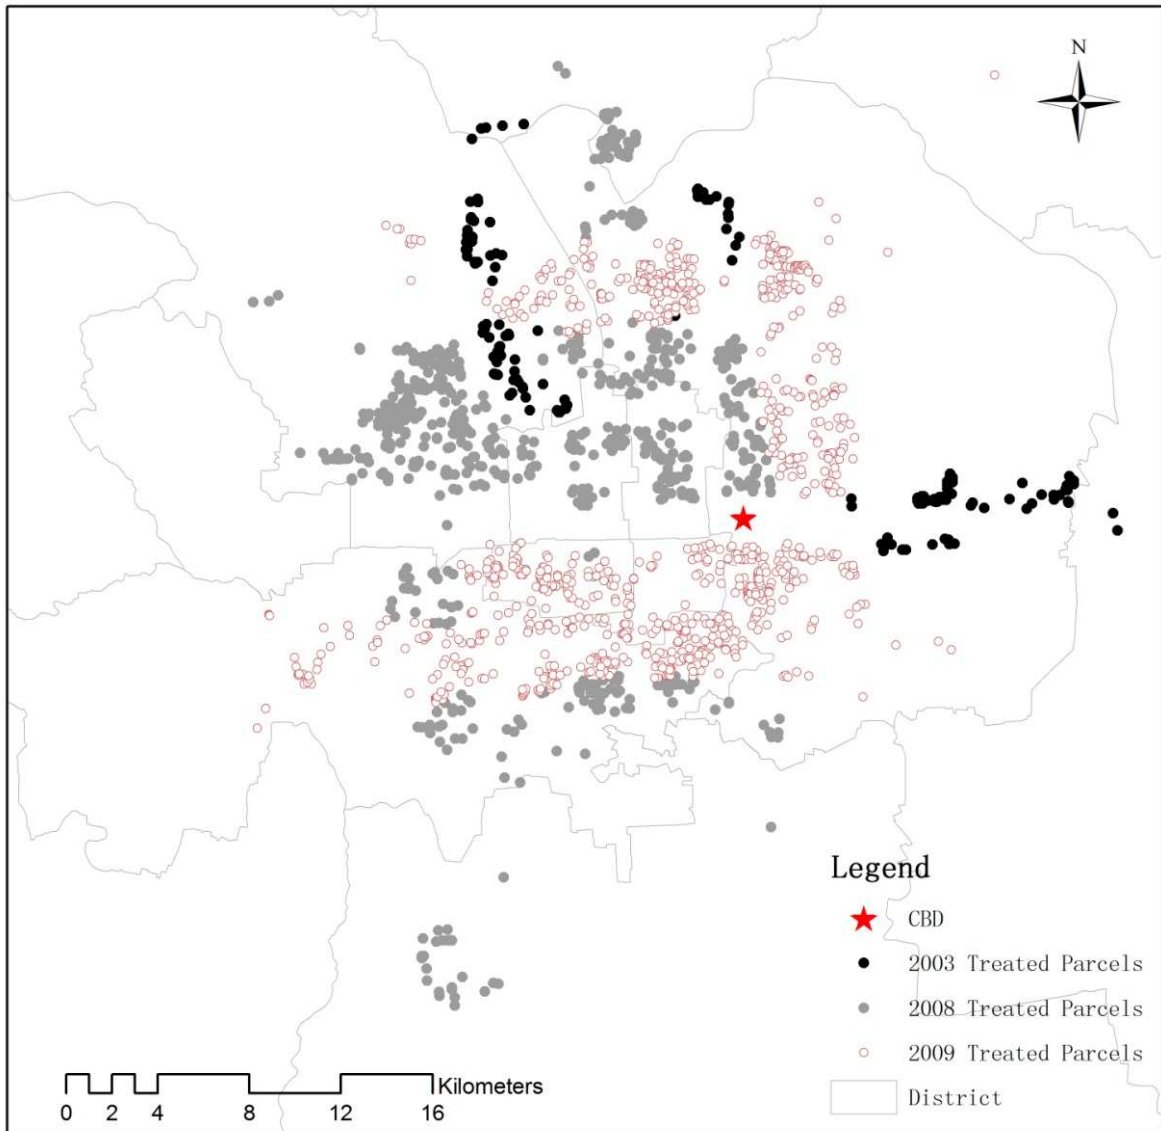 N
Legend
CBD
2003 Treated Parcels
2008 Treated Parcels
2009 Treated Parcels
District
Kilometers
0 2 4 8 12 16